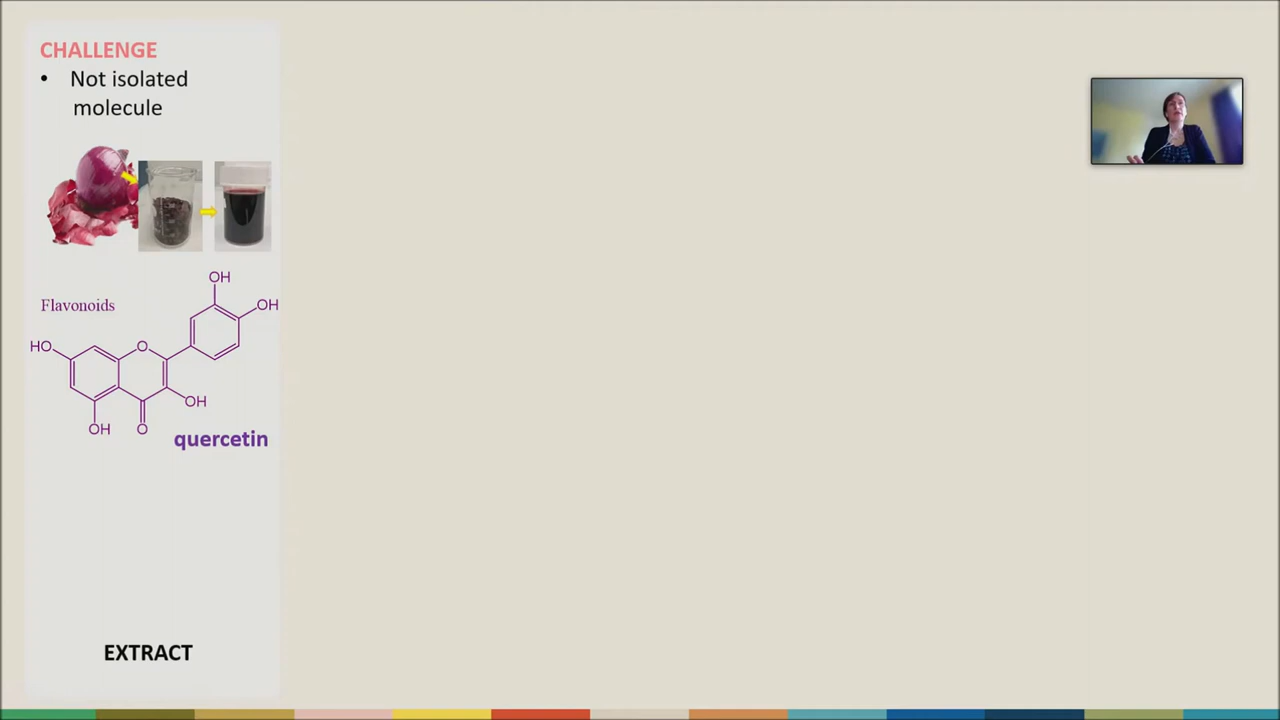 CHALLENGE
• Not isolated
molecule
OH
Flavonoids
OH
HO
O
OH
OH
O
quercetin
EXTRACT